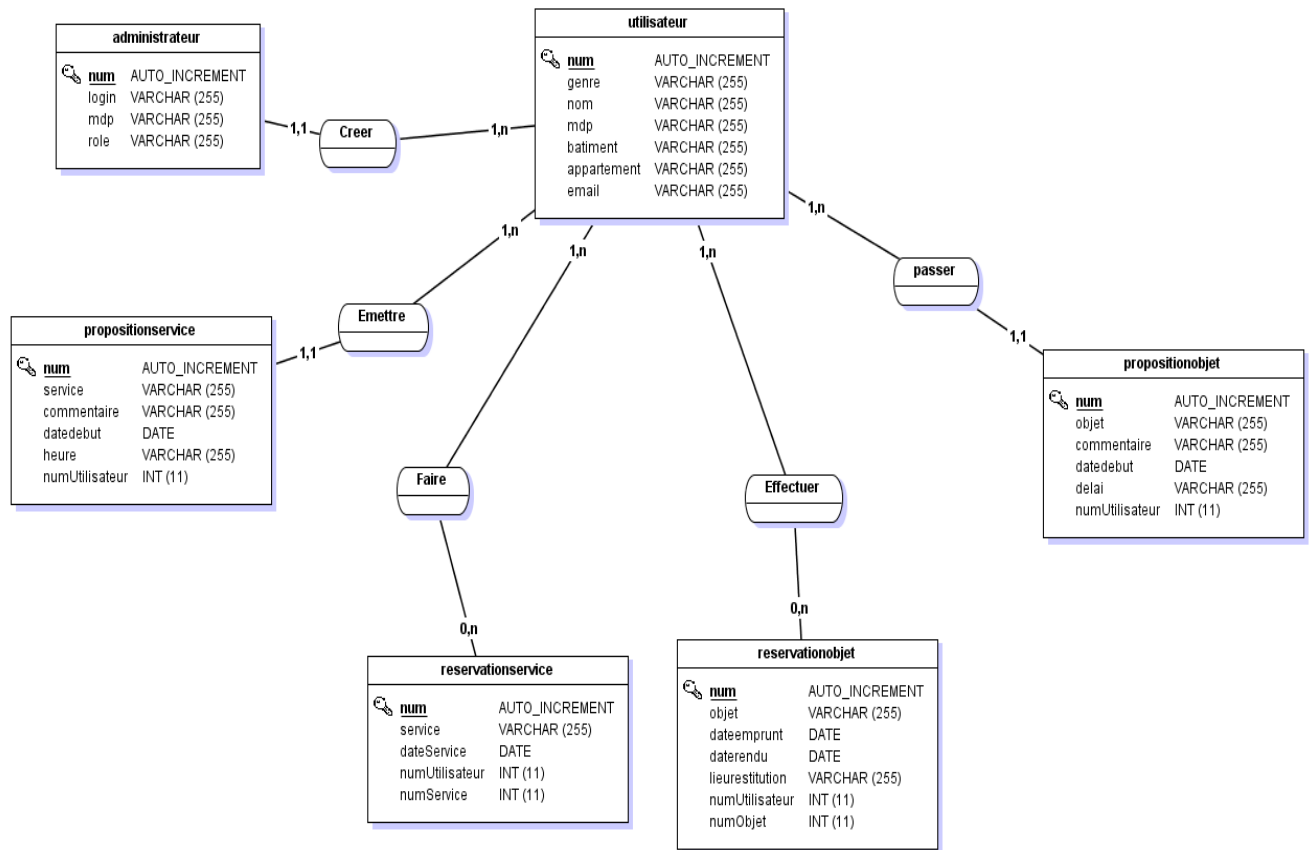 administrateur
num AUTO_INCREMENT
login VARCHAR (255)
mdp VARCHAR (255)
role VARCHAR (255)
1,1
Creer
1,n
utilisateur
num AUTO_INCREMENT
genre VARCHAR (255)
nom VARCHAR (255)
mdp VARCHAR (255)
batiment VARCHAR (255)
appartement VARCHAR (255)
email VARCHAR (255)
1,n
Emettre
1,1
propositionservice
num AUTO_INCREMENT
service VARCHAR (255)
commentaire VARCHAR (255)
datedebut DATE
heure VARCHAR (255)
numUtilisateur INT (11)
1,n
Faire
0,n
reservationservice
num AUTO_INCREMENT
service VARCHAR (255)
dateService DATE
numUtilisateur INT (11)
numService INT (11)
1,n
Effectuer
0,n
reservationobjet
num AUTO_INCREMENT
objet VARCHAR (255)
dateemprunt DATE
daterendu DATE
lieurestitution VARCHAR (255)
numUtilisateur INT (11)
numObjet INT (11)
1,n
passer
1,1
propositionobjet
num AUTO_INCREMENT
objet VARCHAR (255)
commentaire VARCHAR (255)
datedebut DATE
delai VARCHAR (255)
numUtilisateur INT (11)